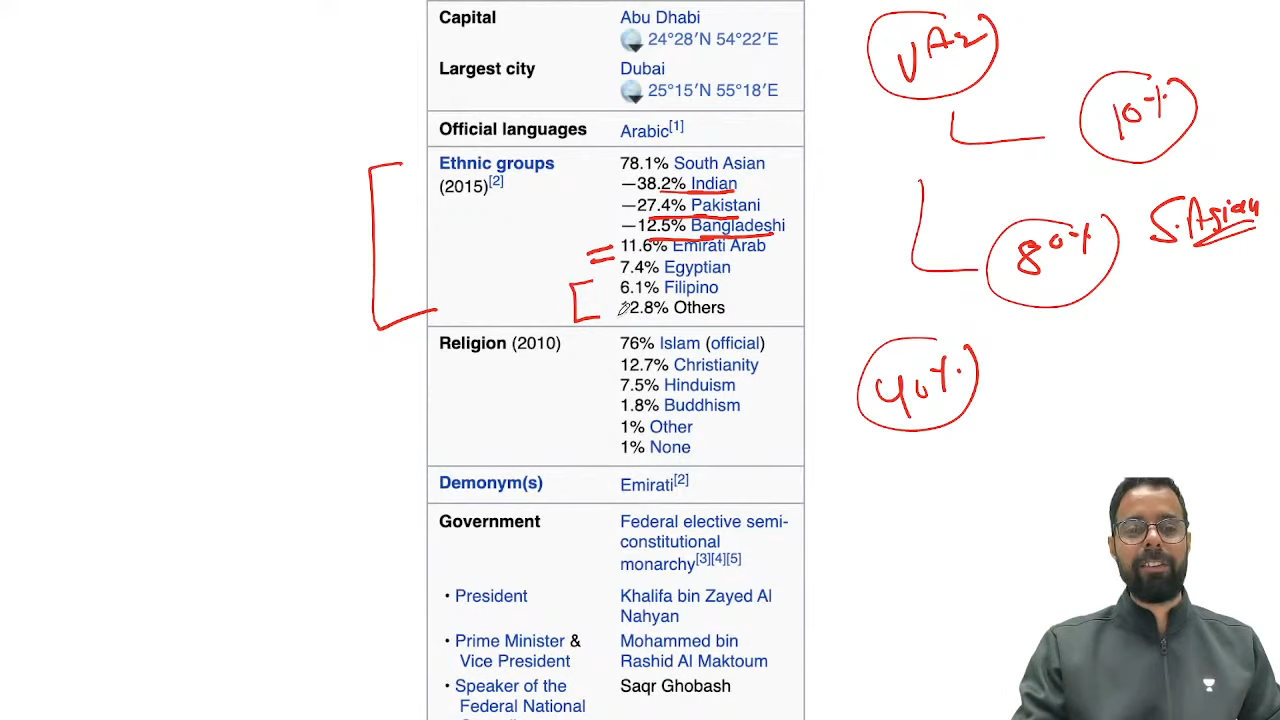 Capital Abu Dhabi
24°28′N 54°22′E
Largest city Dubai
25°15′N 55°18′E
Official languages Arabic[1]
Ethnic groups 78.1% South Asian
(2015)[2] —38.2% Indian
—27.4% Pakistani
—12.5% Bangladeshi
11.6% Emirati Arab
7.4% Egyptian
6.1% Filipino
2.8% Others
Religion (2010) 76% Islam (official)
12.7% Christianity
7.5% Hinduism
1.8% Buddhism
1% Other
1% None
Demonym(s) Emirati[2]
Government Federal elective semi-
constitutional
monarchy[3][4][5]
• President Khalifa bin Zayed Al
Nahyan
• Prime Minister & Mohammed bin
Vice President Rashid Al Maktoum
• Speaker of the Saqr Ghobash
Federal National
10%
80% S.Asian
40%